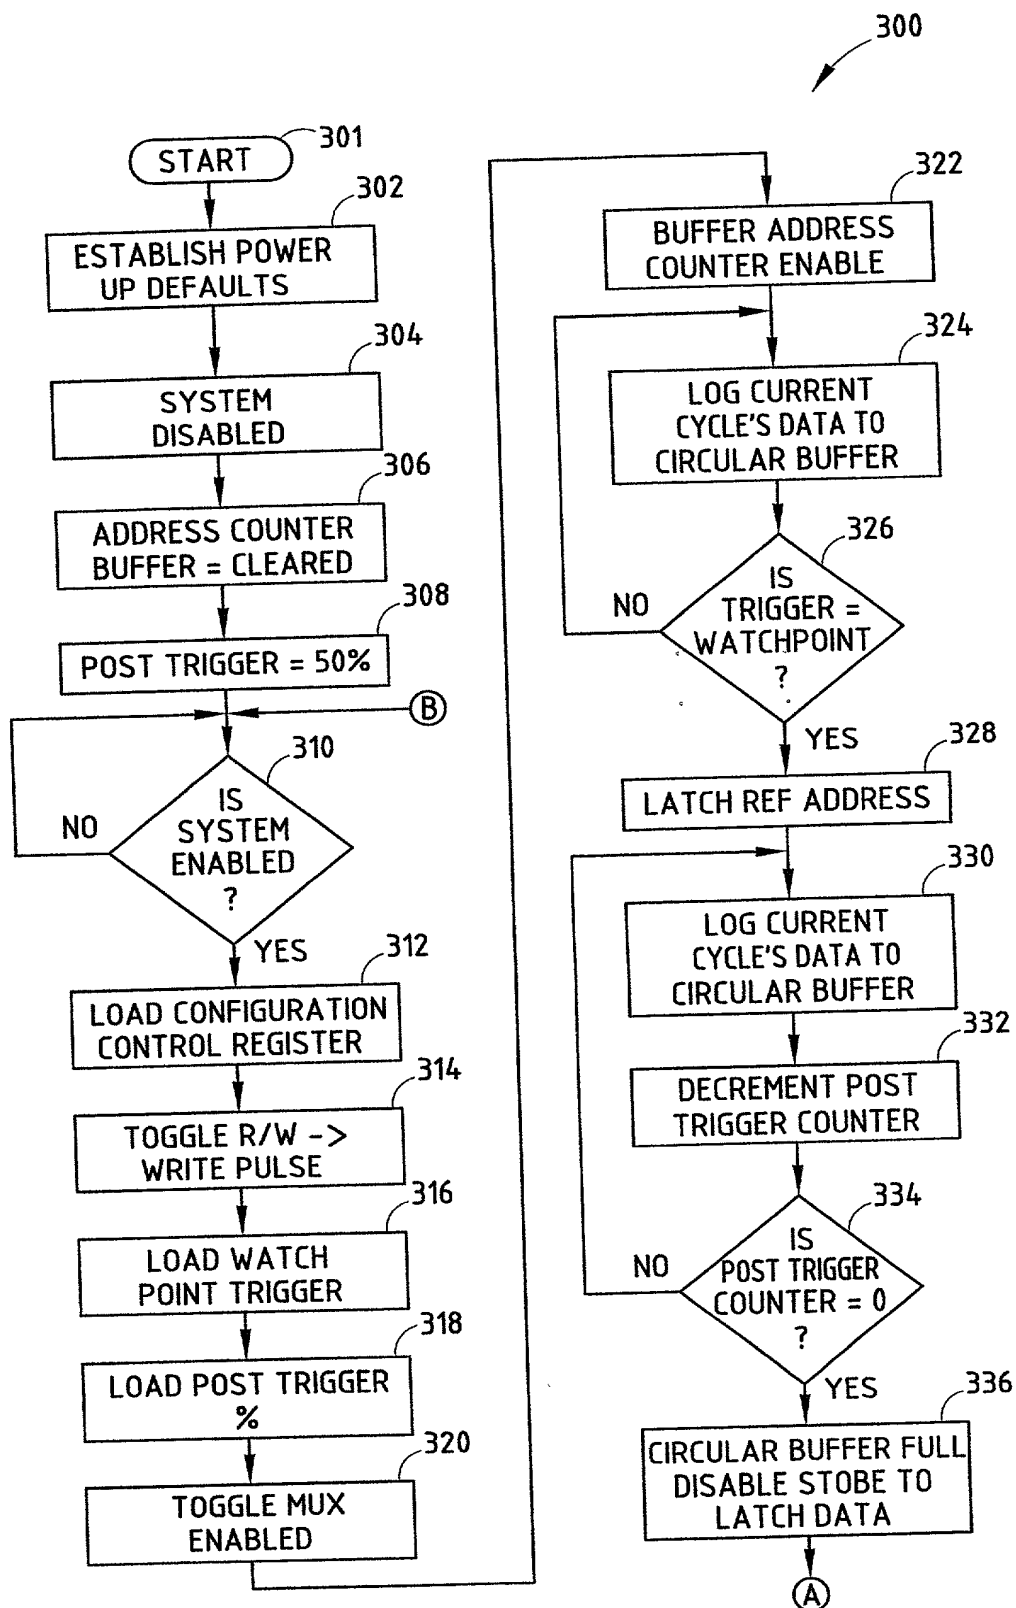 300
START
301
302
ESTABLISH POWER
UP DEFAULTS
304
SYSTEM
DISABLED
306
ADDRESS COUNTER
BUFFER = CLEARED
308
POST TRIGGER = 50%
B
310
IS
SYSTEM
ENABLED
?
NO
YES
312
LOAD CONFIGURATION
CONTROL REGISTER
314
TOGGLE R/W ->
WRITE PULSE
316
LOAD WATCH
POINT TRIGGER
318
LOAD POST TRIGGER
%
320
TOGGLE MUX
ENABLED
322
BUFFER ADDRESS
COUNTER ENABLE
324
LOG CURRENT
CYCLE'S DATA TO
CIRCULAR BUFFER
326
IS
TRIGGER =
WATCHPOINT
?
NO
YES
328
LATCH REF ADDRESS
330
LOG CURRENT
CYCLE'S DATA TO
CIRCULAR BUFFER
332
DECREMENT POST
TRIGGER COUNTER
334
IS
POST TRIGGER
COUNTER = 0
?
NO
YES
336
CIRCULAR BUFFER FULL
DISABLE STOBE TO
LATCH DATA
A